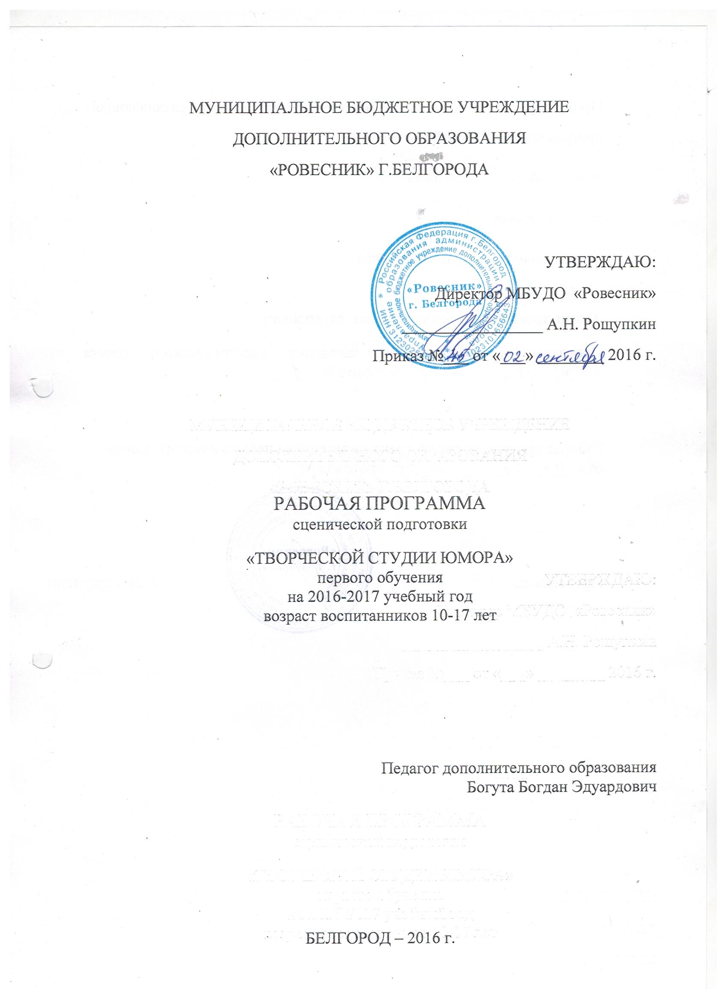 МУНИЦИПАЛЬНОЕ БЮДЖЕТНОЕ УЧРЕЖДЕНИЕ
ДОПОЛНИТЕЛЬНОГО ОБРАЗОВАНИЯ
«РОВЕСНИК» Г.БЕЛГОРОДА
Российская Федерация г.Белгород
управление образования администрации г. Белгорода
муниципальное бюджетное учреждение дополнительного образования
«Ровесник»
г. Белгорода
УТВЕРЖДАЮ:
Директор МБУДО «Ровесник»
А.Н. Рощупкин
Приказ № от «02» сентября 2016 г.
РАБОЧАЯ ПРОГРАММА
сценической подготовки
«ТВОРЧЕСКОЙ СТУДИИ ЮМОРА»
первого обучения
на 2016-2017 учебный год
возраст воспитанников 10-17 лет
Педагог дополнительного образования
Богута Богдан Эдуардович
БЕЛГОРОД – 2016 г.